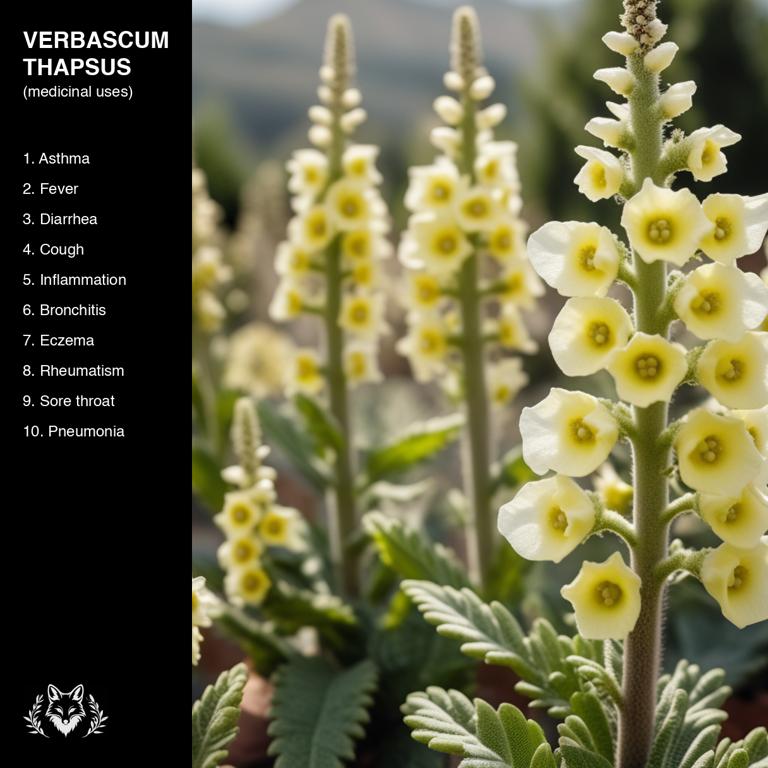 VERBASCUM
THAPSUS
(medicinal uses)
1. Asthma
2. Fever
3. Diarrhea
4. Cough
5. Inflammation
6. Bronchitis
7. Eczema
8. Rheumatism
9. Sore throat
10. Pneumonia